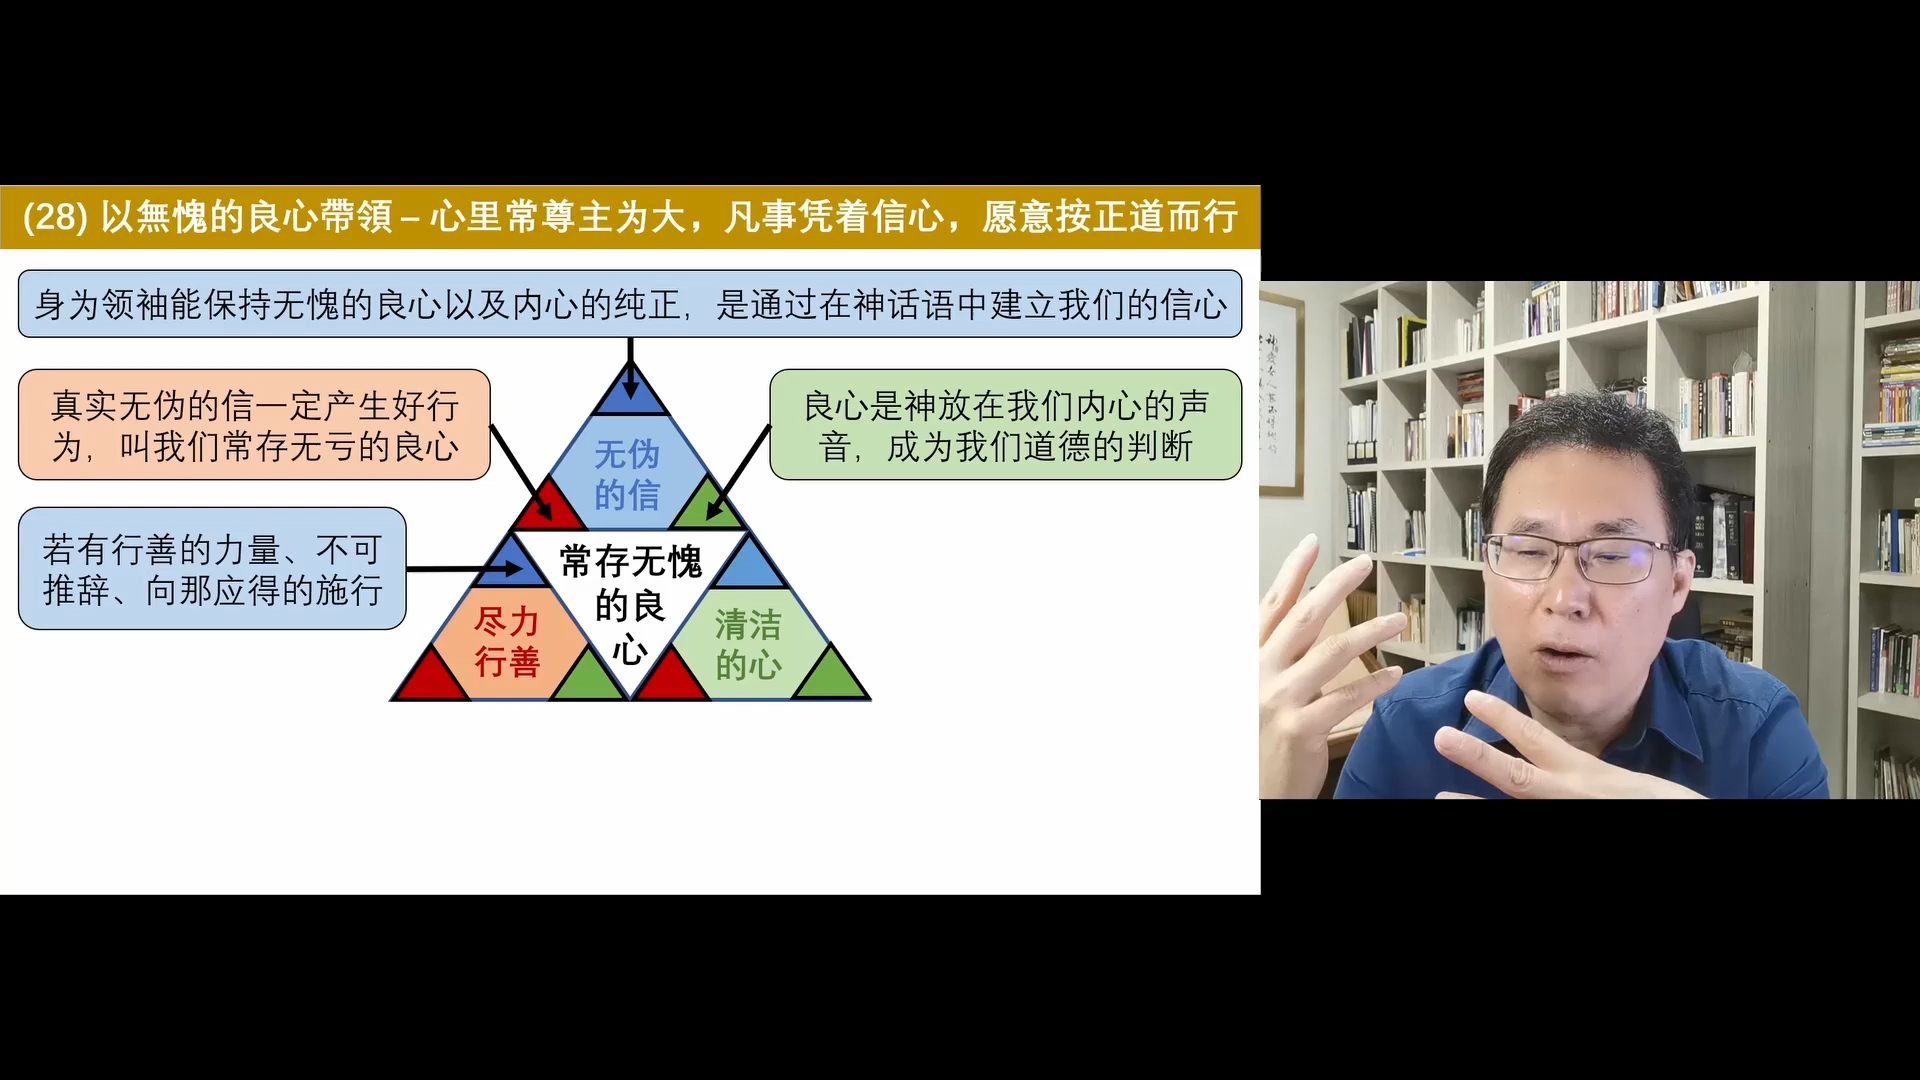 (28) 以無愧的良心帶領 – 心里常尊主为大，凡事凭着信心，愿意按正道而行
身为领袖能保持无愧的良心以及内心的纯正，是通过在神话语中建立我们的信心
真实无伪的信一定产生好行
为，叫我们常存无亏的良心
良心是神放在我们内心的声
音，成为我们道德的判断
若有行善的力量、不可
推辞、向那应得的施行
无伪
的信
常存无愧
的良
心
尽力
行善
清洁
的心